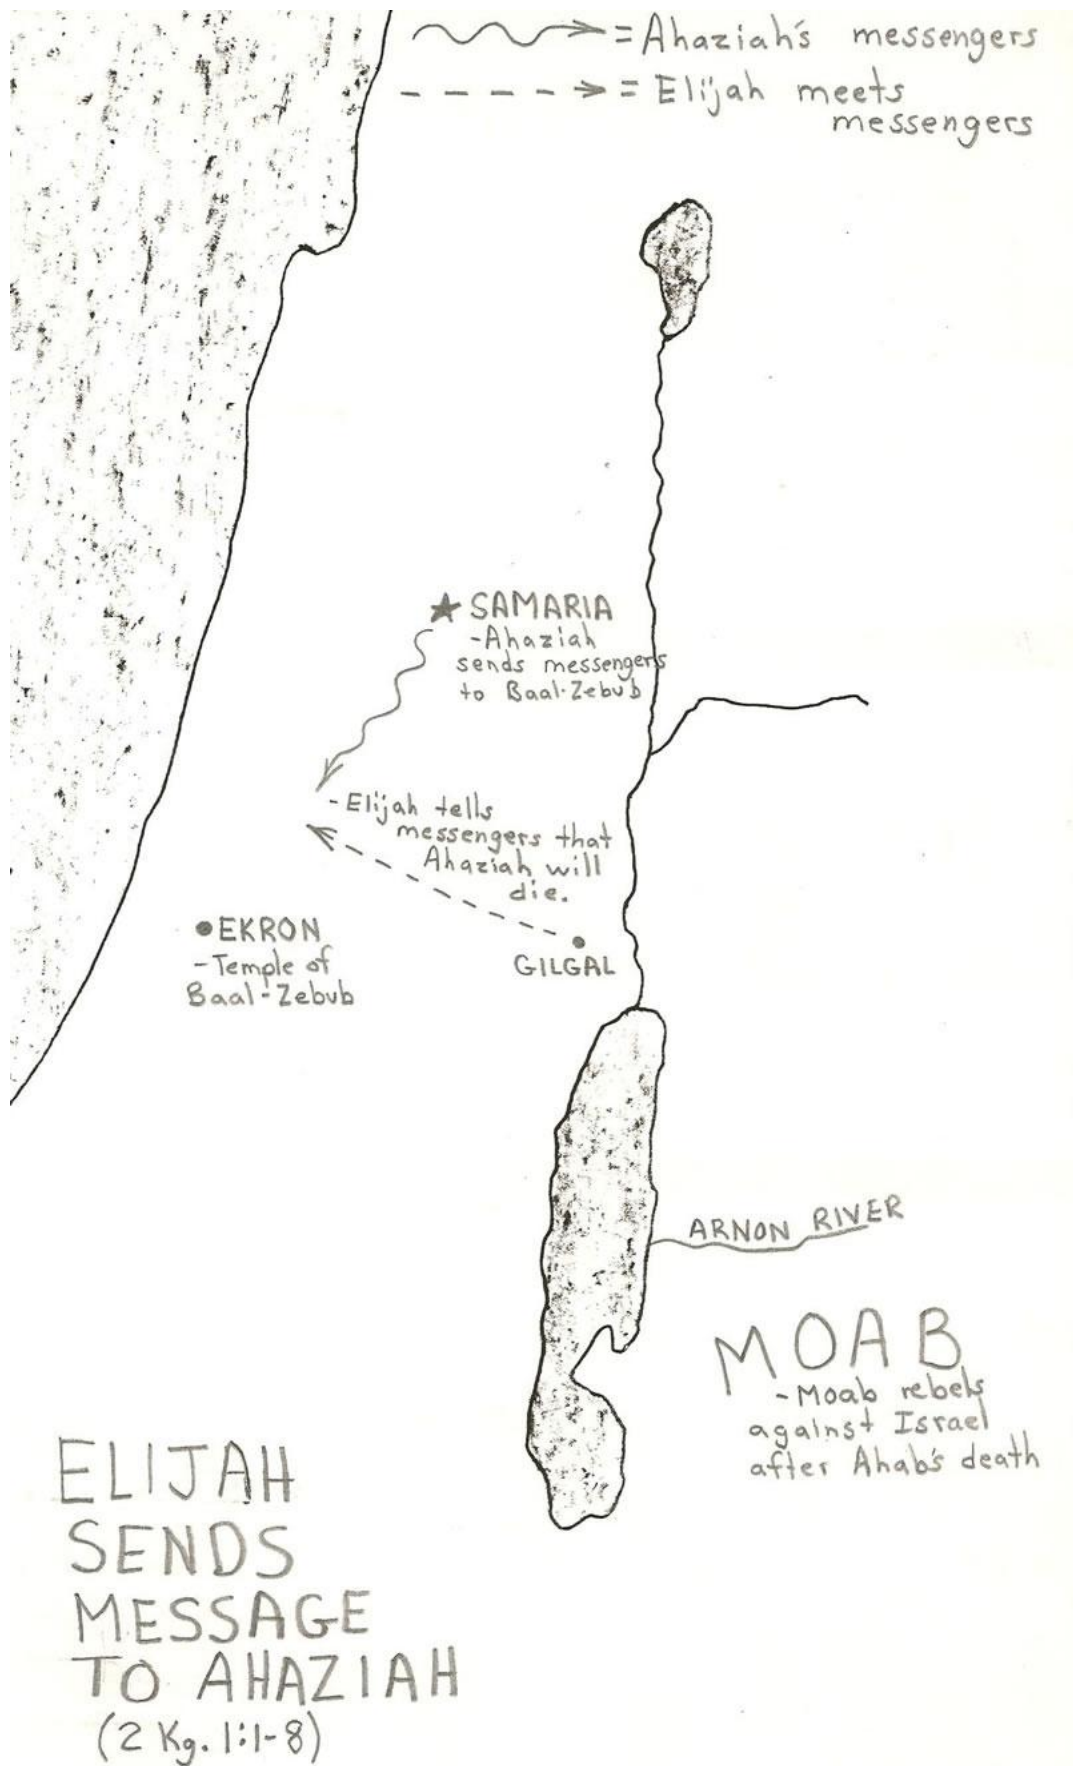 = Ahaziah's messengers
= Elijah meets
messengers
SAMARIA
-Ahaziah
sends messengers
to Baal-Zebub
-Elijah tells
messengers that
Ahaziah will
die.
EKRON
-Temple of
Baal-Zebub
GILGAL
ARNON RIVER
MOAB
-Moab rebels
against Israel
after Ahab's death
ELIJAH
SENDS
MESSAGE
TO AHAZIAH
(2 Kg. 1:1-8)